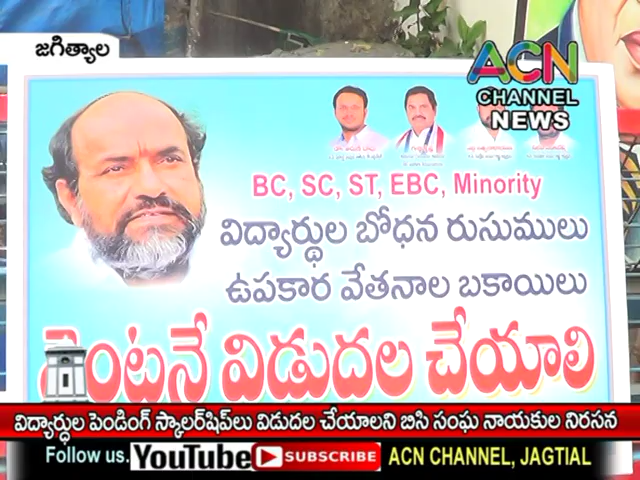 జగిత్యాల
ACN
CHANNEL
NEWS
BC, SC, ST, EBC, Minority
విద్యార్థుల బోధన రుసుములు
ఉపకార వేతనాల బకాయిలు
వెంటనే విడుదల చేయాలి
విద్యార్ధుల పెండింగ్ స్కాలర్‌షిప్‌లు విడుదల చేయాలని బిసి సంఘ నాయకుల నిరసన
Follow us. YouTube SUBSCRIBE ACN CHANNEL, JAGTIAL